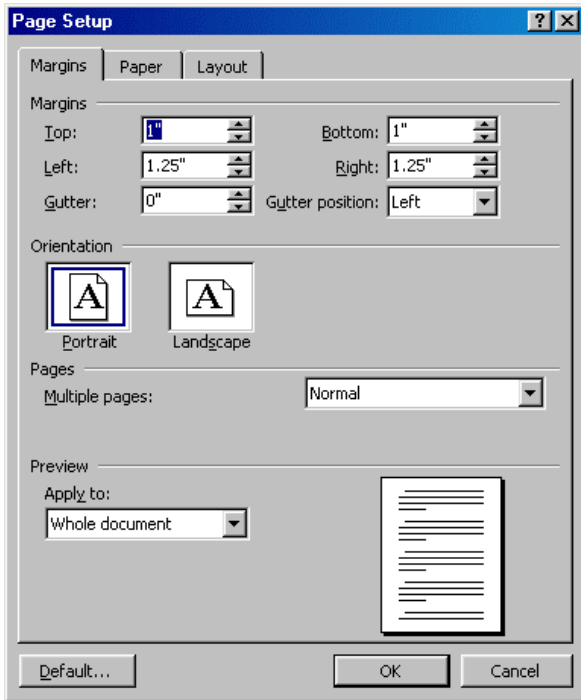 Page Setup
Margins Paper Layout
Margins
Top: 1" Bottom: 1"
Left: 1.25" Right: 1.25"
Gutter: 0" Gutter position: Left
Orientation
A A
Portrait Landscape
Pages
Multiple pages: Normal
Preview
Apply to:
Whole document
Default... OK Cancel